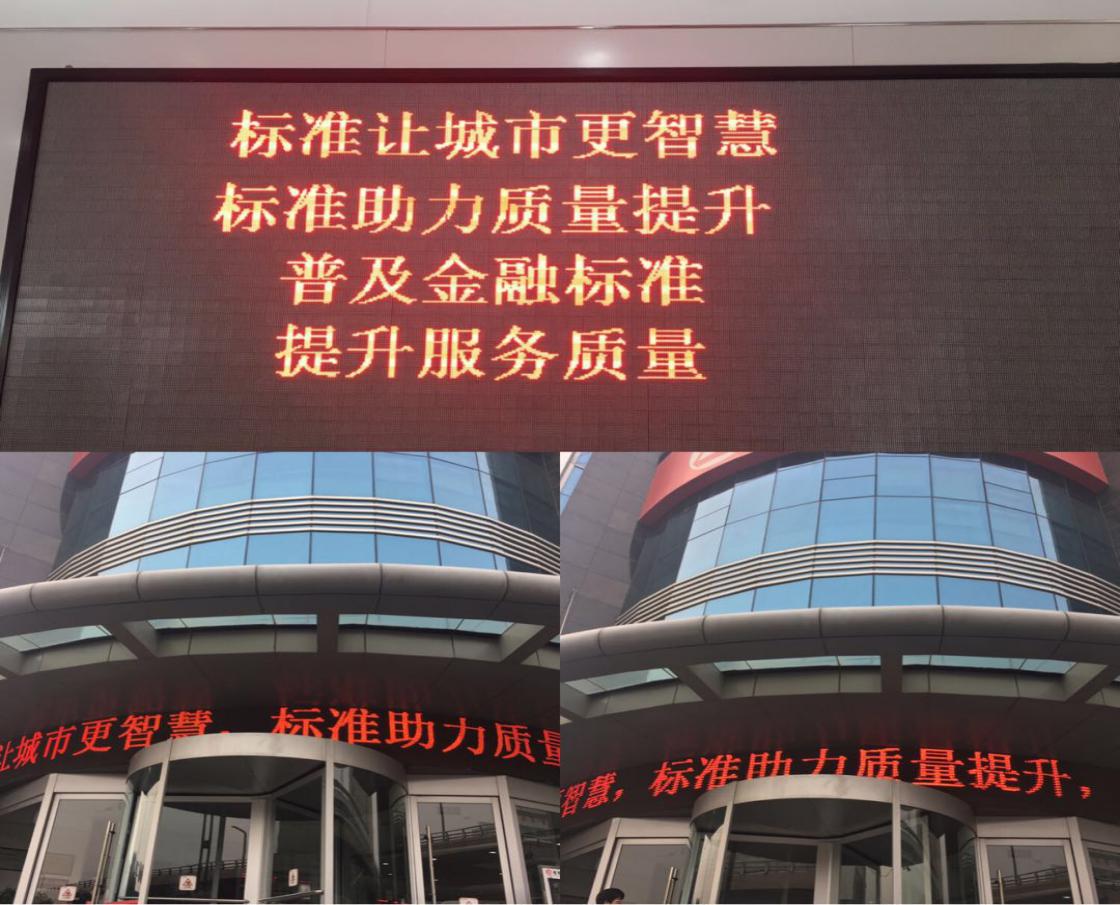 标准让城市更智慧
标准助力质量提升
普及金融标准
提升服务质量
让城市更智慧，标准助力质量
智慧，标准助力质量提升，